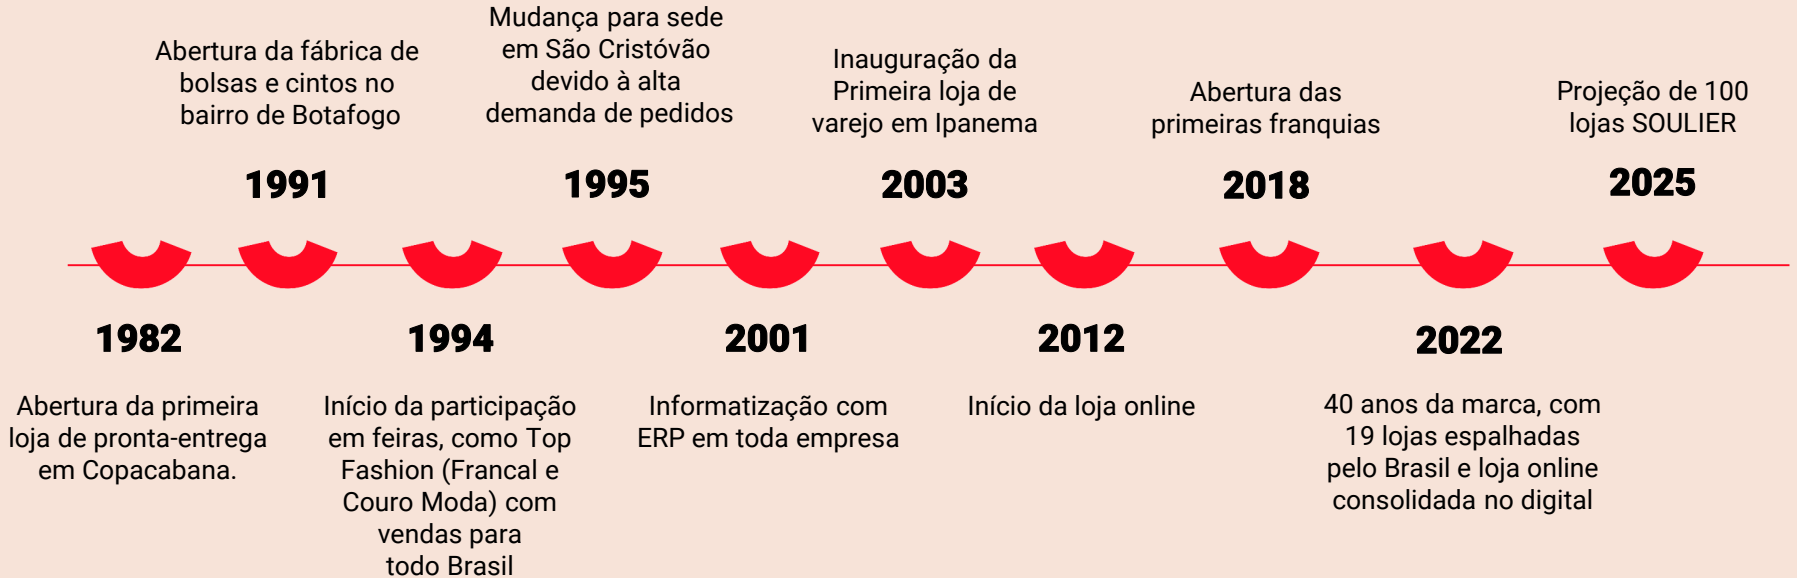 Abertura da primeira
loja de pronta-entrega
em Copacabana.
1982
Abertura da fábrica de
bolsas e cintos no
bairro de Botafogo
1991
1994
Início da participação
em feiras, como Top
Fashion (Francal e
Couro Moda) com
vendas para
todo Brasil
Mudança para sede
em São Cristóvão
devido à alta
demanda de pedidos
1995
2001
Informatização com
ERP em toda empresa
Inauguração da
Primeira loja de
varejo em Ipanema
2003
2012
Início da loja online
Abertura das
primeiras franquias
2018
2022
40 anos da marca, com
19 lojas espalhadas
pelo Brasil e loja online
consolidada no digital
Projeção de 100
lojas SOULIER
2025